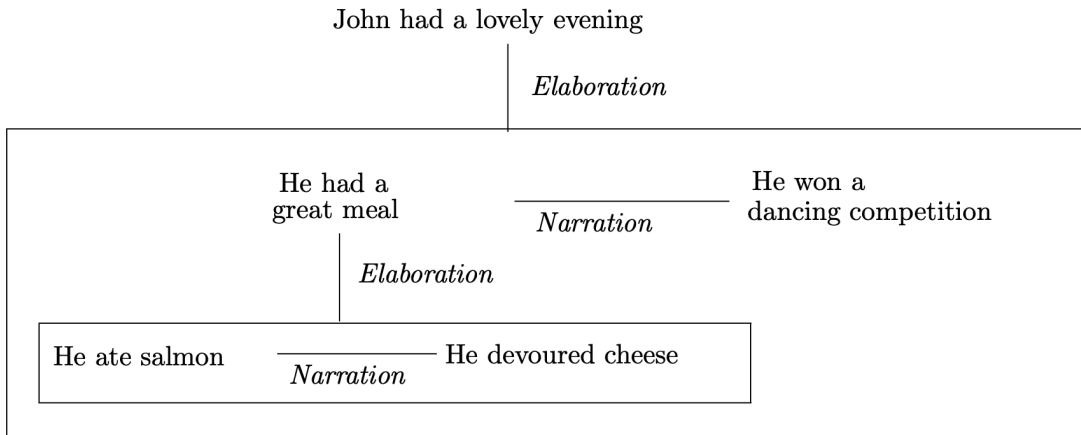 John had a lovely evening
Elaboration
He had a
great meal
Narration
He won a
dancing competition
Elaboration
He ate salmon
Narration
He devoured cheese